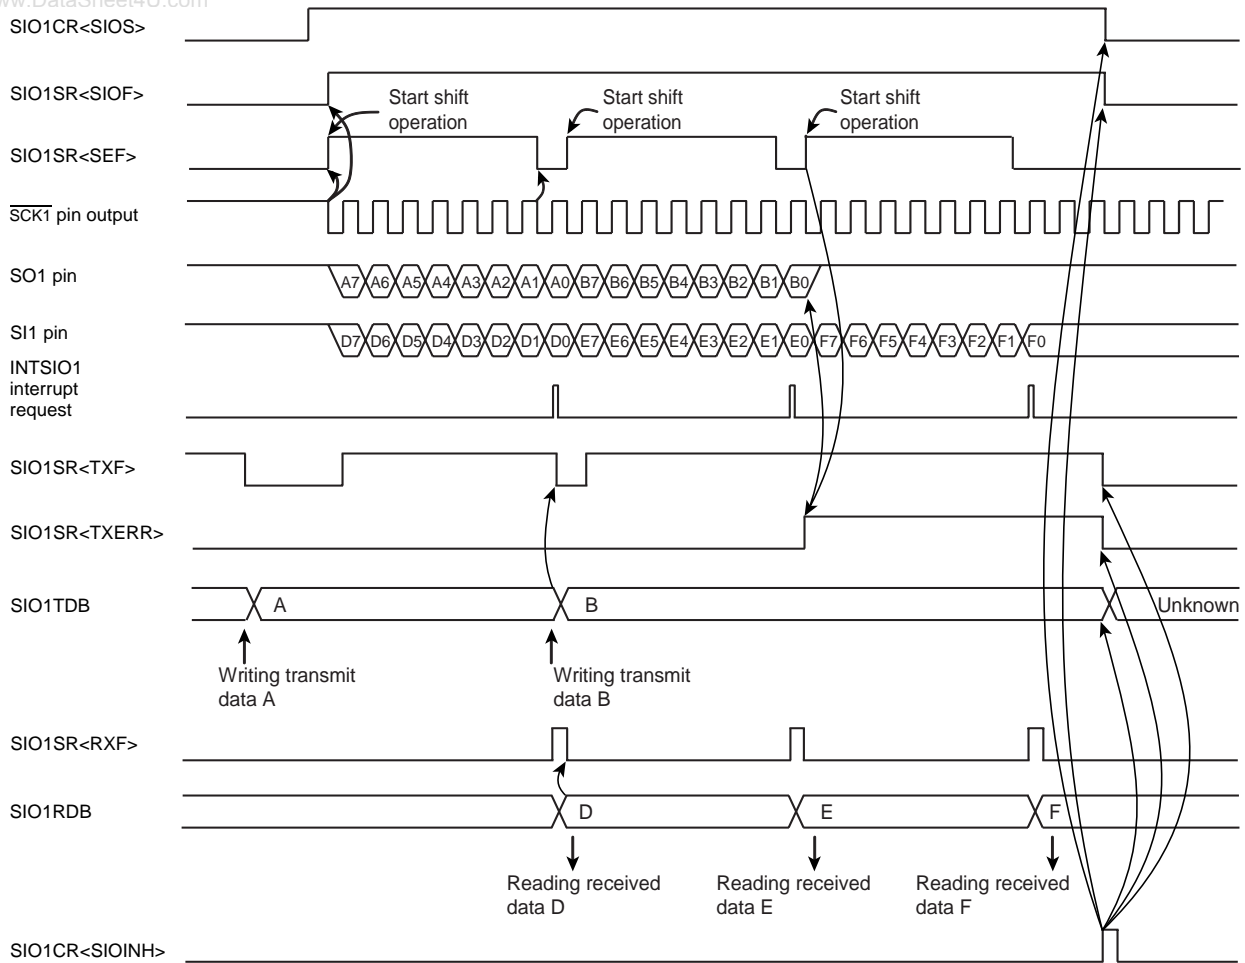 www.DataSheet4U.com
SIO1CR<SIOS>
SIO1SR<SIOF>
Start shift
operation
Start shift
operation
Start shift
operation
SIO1SR<SEF>
SCK1 pin output
SO1 pin
A7 A6 A5 A4 A3 A2 A1 A0 B7 B6 B5 B4 B3 B2 B1 B0
SI1 pin
D7 D6 D5 D4 D3 D2 D1 D0 E7 E6 E5 E4 E3 E2 E1 E0 F7 F6 F5 F4 F3 F2 F1 F0
INTSIO1
interrupt
request
SIO1SR<TXF>
SIO1SR<TXERR>
SIO1TDB
A B Unknown
Writing transmit
data A
Writing transmit
data B
SIO1SR<RXF>
SIO1RDB
D E F
Reading received
data D
Reading received
data E
Reading received
data F
SIO1CR<SIOINH>